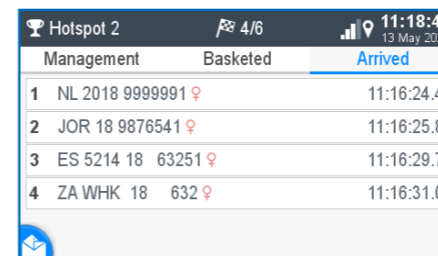 Hotspot 2 4/6 11:18:4
13 May 20
Management Basketed Arrived
1 NL 2018 9999991 ♀ 11:16:24.4
2 JOR 18 9876541 ♀ 11:16:25.8
3 ES 5214 18 63251 ♀ 11:16:29.7
4 ZA WHK 18 632 ♀ 11:16:31.0